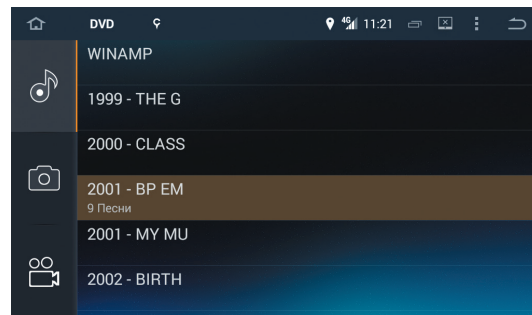 DVD 4G 11:21
WINAMP
1999 - THE G
2000 - CLASS
2001 - BP EM
9 Песни
2001 - MY MU
2002 - BIRTH